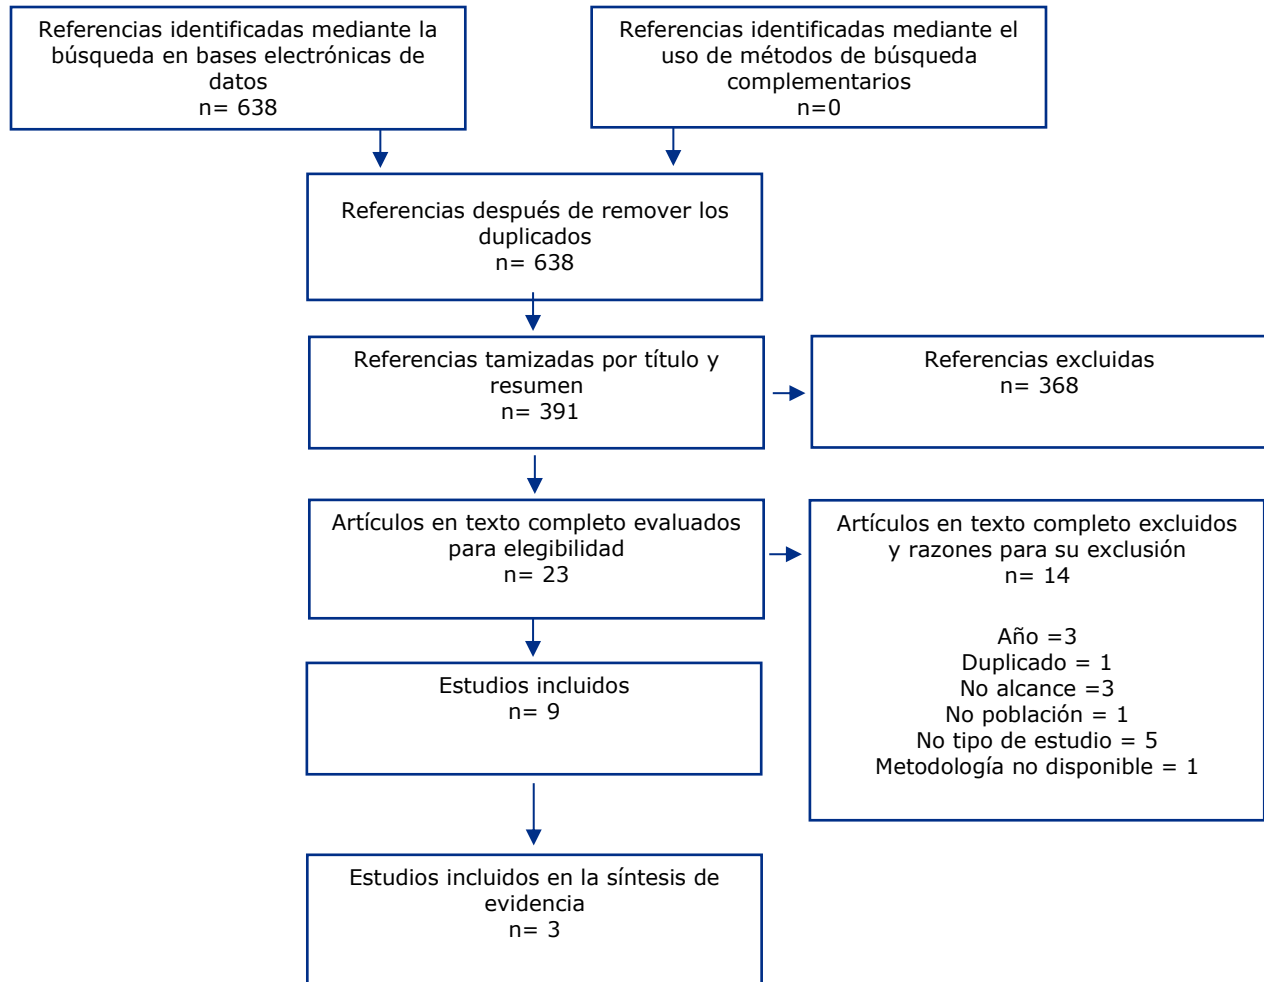 Referencias identificadas mediante la
búsqueda en bases electrónicas de
datos
n= 638
Referencias identificadas mediante el
uso de métodos de búsqueda
complementarios
n=0
Referencias después de remover los
duplicados
n= 638
Referencias tamizadas por título y
resumen
n= 391
Referencias excluidas
n= 368
Artículos en texto completo evaluados
para elegibilidad
n= 23
Artículos en texto completo excluidos
y razones para su exclusión
n= 14
Año =3
Duplicado = 1
No alcance =3
No población = 1
No tipo de estudio = 5
Metodología no disponible = 1
Estudios incluidos
n= 9
Estudios incluidos en la síntesis de
evidencia
n= 3